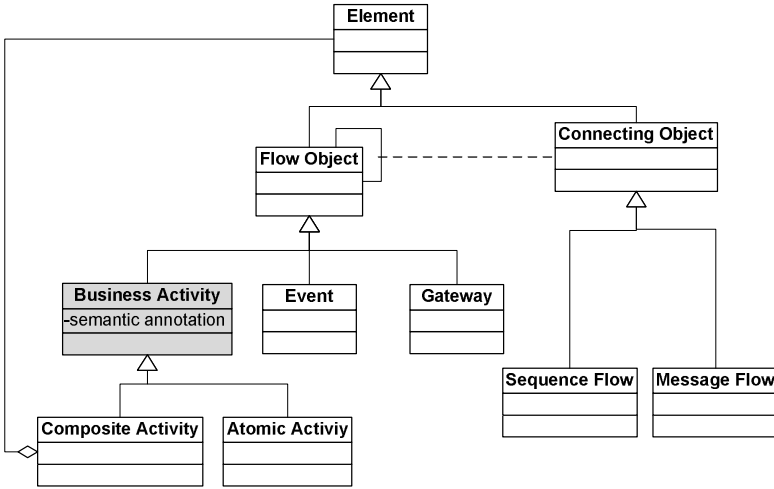 Element
Connecting Object
Flow Object
Business Activity
-semantic annotation
Event
Gateway
Sequence Flow
Message Flow
Composite Activity
Atomic Activiy